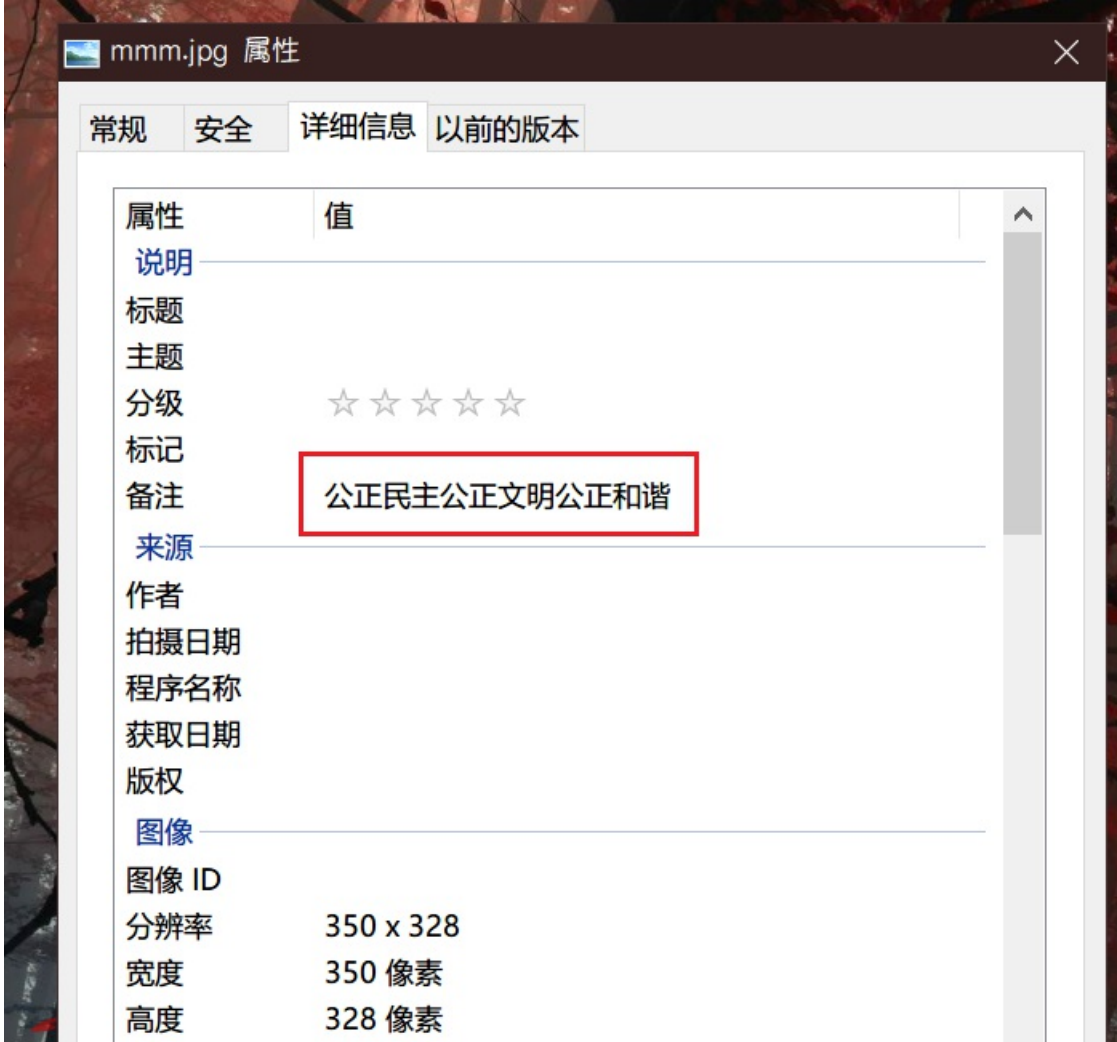 mmm.jpg 属性
常规 安全 详细信息 以前的版本
属性 值
说明
标题
主题
分级 ☆☆☆☆☆
标记
备注 公正民主公正文明公正和谐
来源
作者
拍摄日期
程序名称
获取日期
版权
图像
图像 ID
分辨率 350 x 328
宽度 350 像素
高度 328 像素